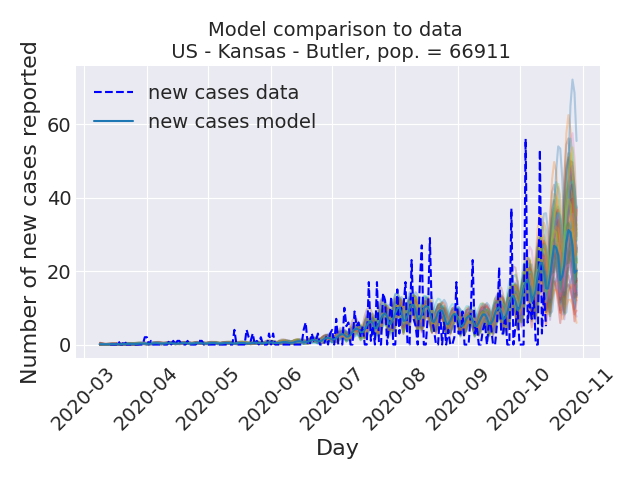 Model comparison to data
US - Kansas - Butler, pop. = 66911
Number of new cases reported
60
40
20
0
new cases data
new cases model
2020-03
2020-04
2020-05
2020-06
2020-07
2020-08
2020-09
2020-10
2020-11
Day